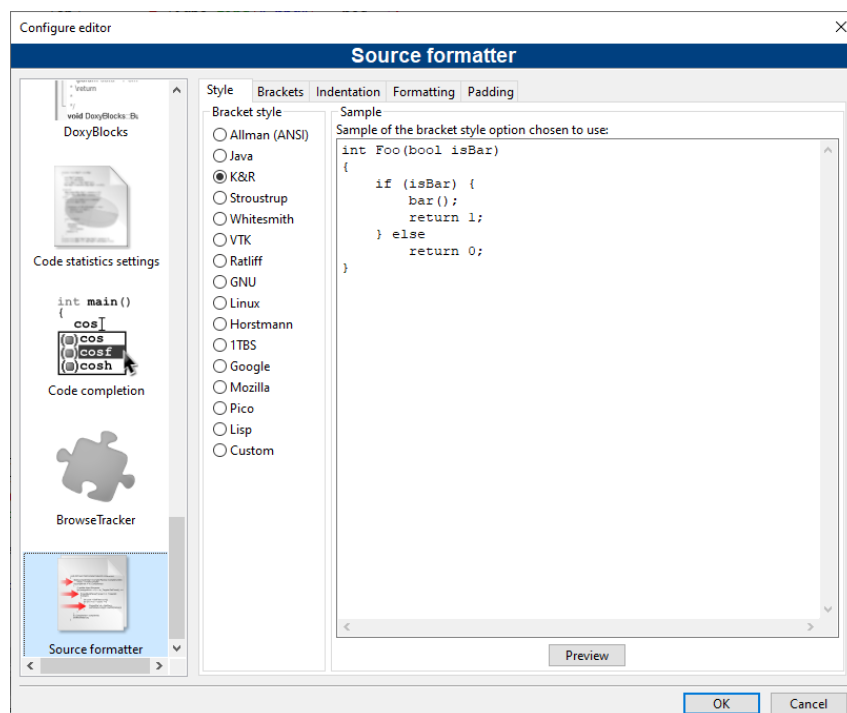 Configure editor
Source formatter
* \return
*
*/
void DoxyBlocks::Bu
DoxyBlocks
Code statistics settings
int main()
{
cos
cos
cosf
cosh
Code completion
BrowseTracker
Source formatter
Style Brackets Indentation Formatting Padding
Bracket style
Allman (ANSI)
Java
K&R
Stroustrup
Whitesmith
VTK
Ratliff
GNU
Linux
Horstmann
1TBS
Google
Mozilla
Pico
Lisp
Custom
Sample
Sample of the bracket style option chosen to use:
int Foo(bool isBar)
{
    if (isBar) {
        bar();
        return 1;
    } else
        return 0;
}
Preview
OK Cancel